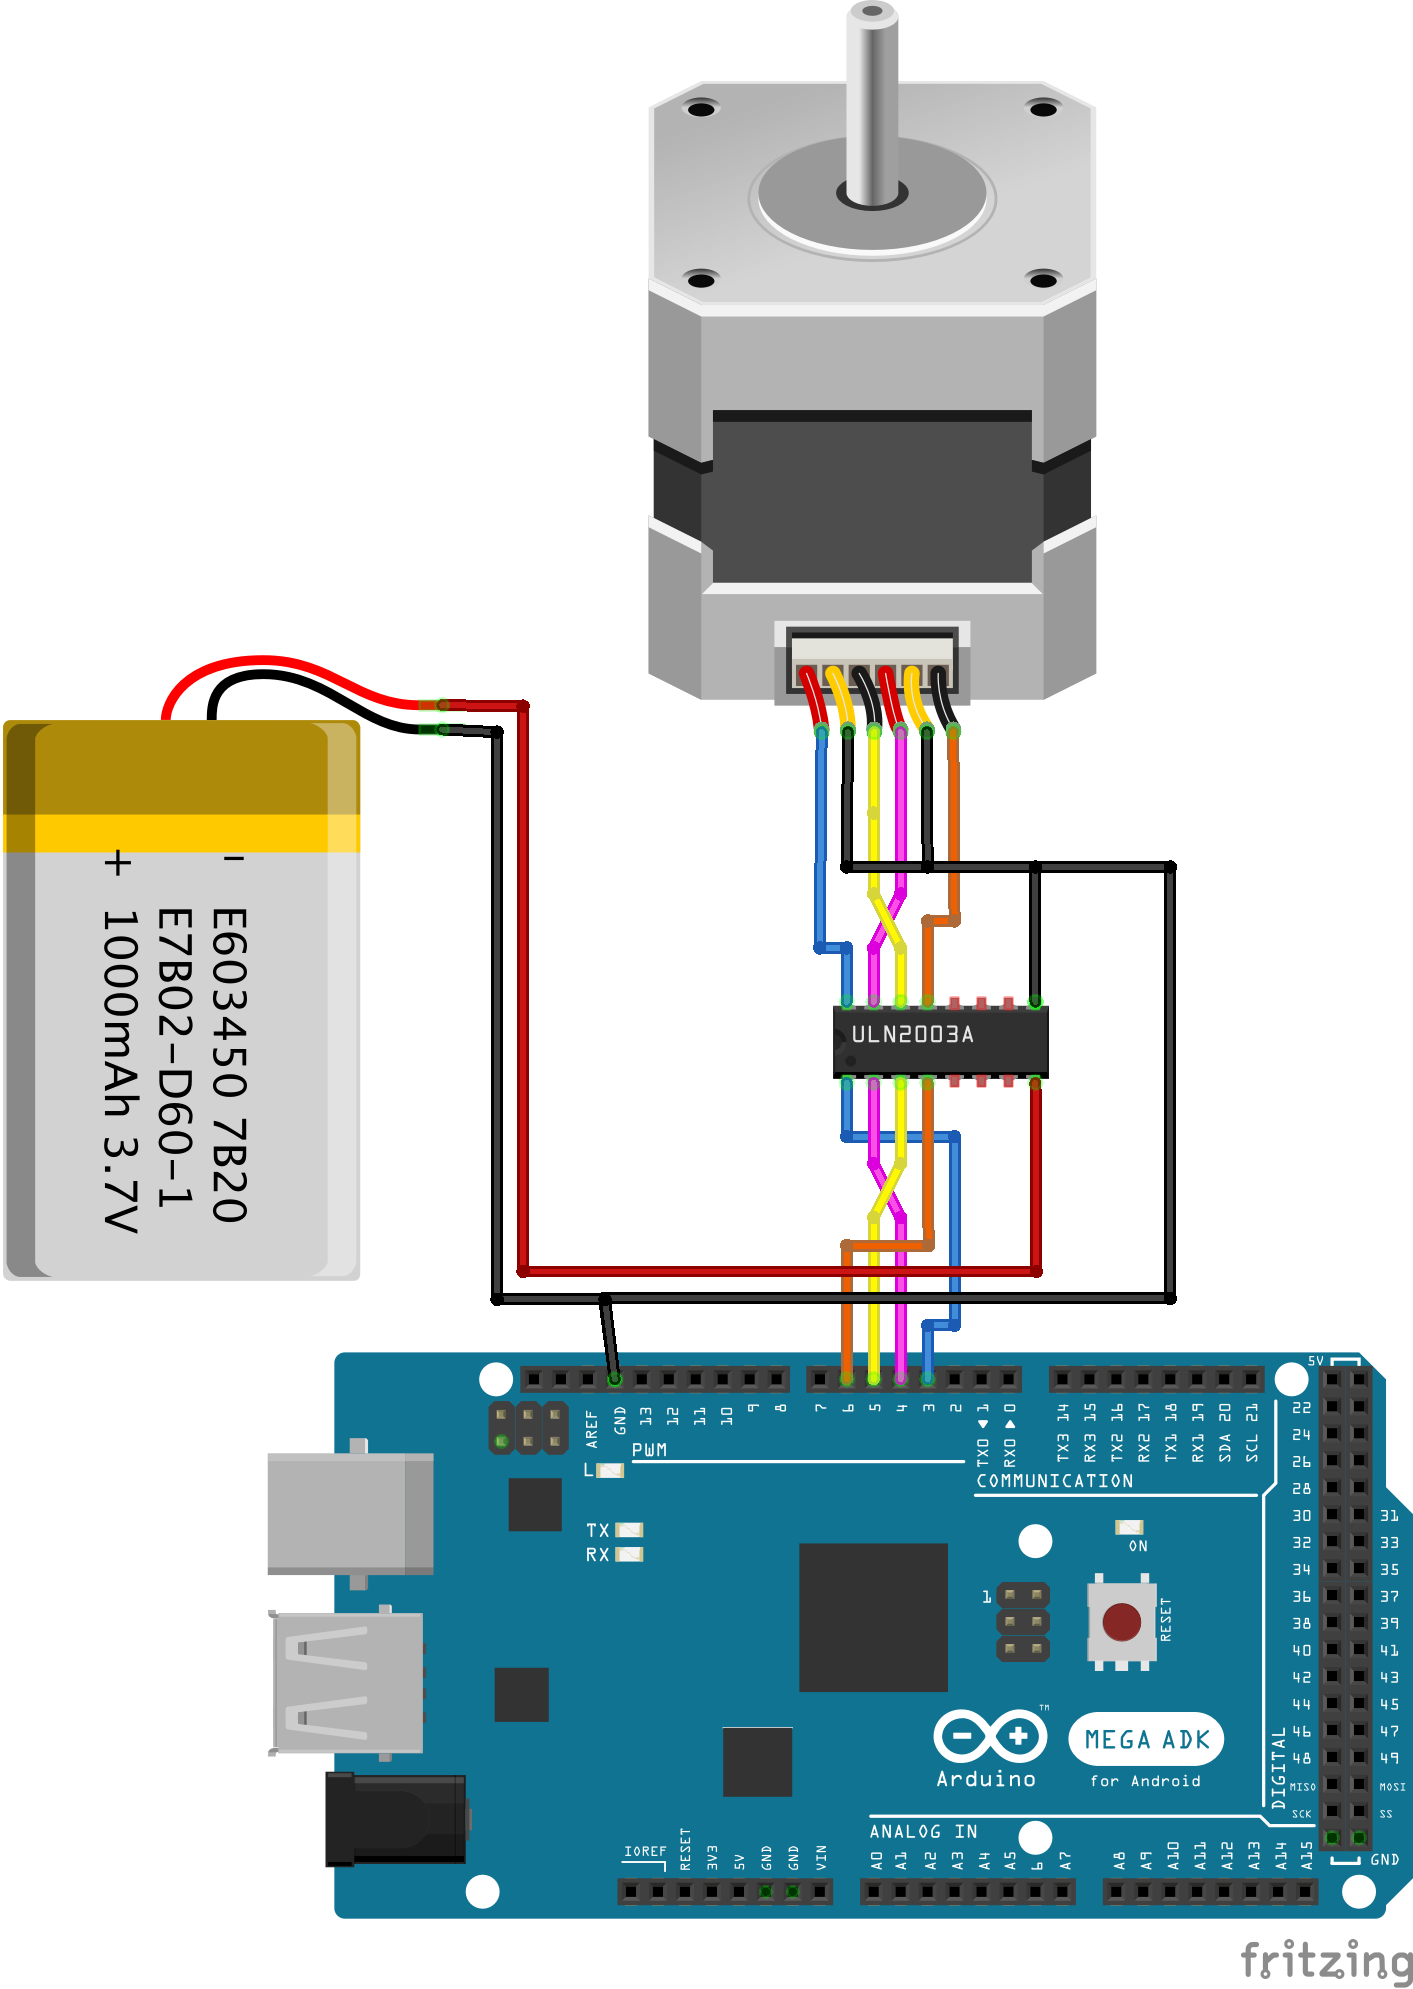 E603450 7B20
E7B02-D60-1
1000mAh 3.7V
-
+
ULN2003A
5V
AREF
GND
13
12
11
10
9
8
7
6
5
4
3
2
TX0 ▶ 1
RX0 ◀ 0
TX3 14
RX3 15
TX2 16
RX2 17
TX1 18
RX1 19
SDA 20
SCL 21
L
PWM
COMMUNICATION
TX
RX
ON
1
RESET
22
24
26
28
30 31
32 33
34 35
36 37
38 39
40 41
42 43
44 45
46 47
48 49
MISO MOSI
SCK SS
DIGITAL
GND
TM
MEGA ADK
Arduino
for Android
ANALOG IN
IOREF
RESET
3V3
5V
GND
GND
VIN
A0
A1
A2
A3
A4
A5
6
A7
A8
A9
A10
A11
A12
A13
A14
A15
fritzing